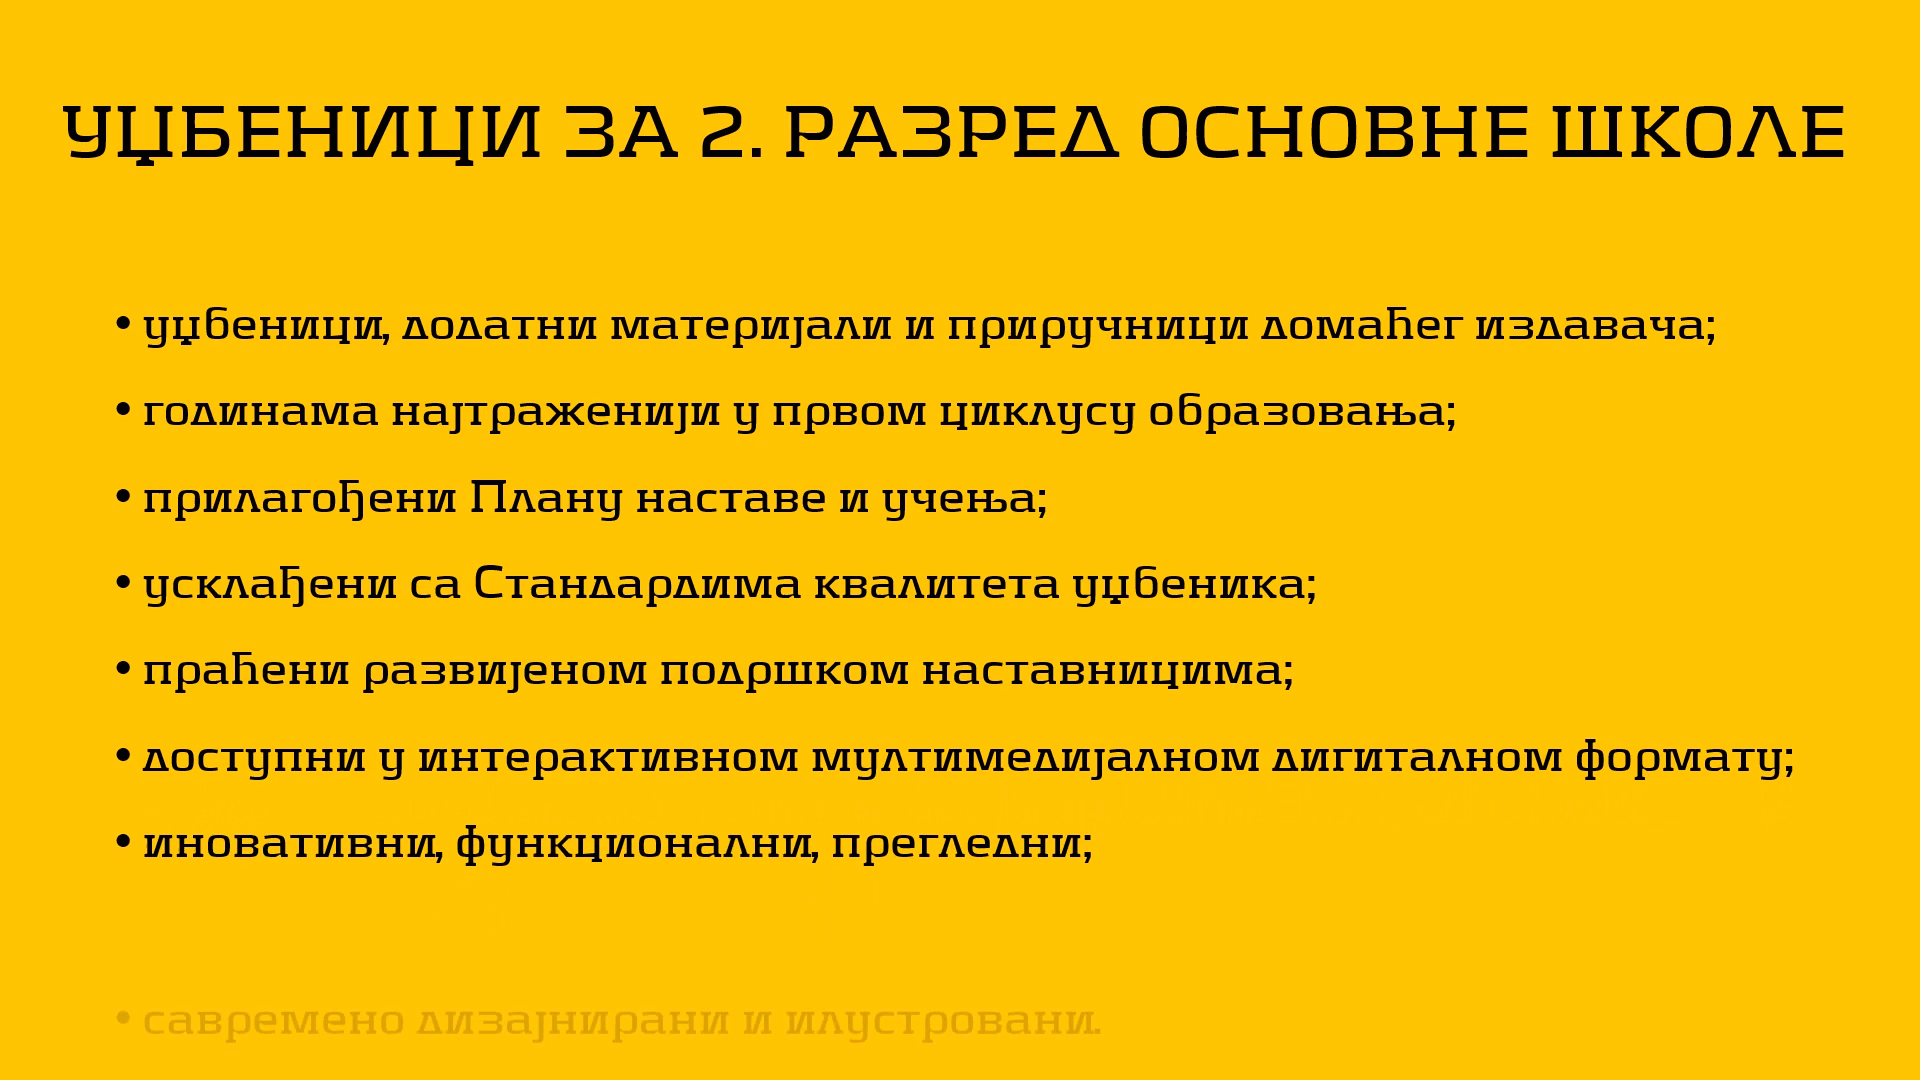 УЏБЕНИЦИ ЗА 2. РАЗРЕД ОСНОВНЕ ШКОЛЕ
• уџбеници, додатни материјали и приручници домаћег издавача;
• годинама најтраженији у првом циклусу образовања;
• прилагођени Плану наставе и учења;
• усклађени са Стандардима квалитета уџбеника;
• праћени развијеном подршком наставницима;
• доступни у интерактивном мултимедијалном дигиталном формату;
• иновативни, функционални, прегледни;
• савремено дизајнирани и илустровани.